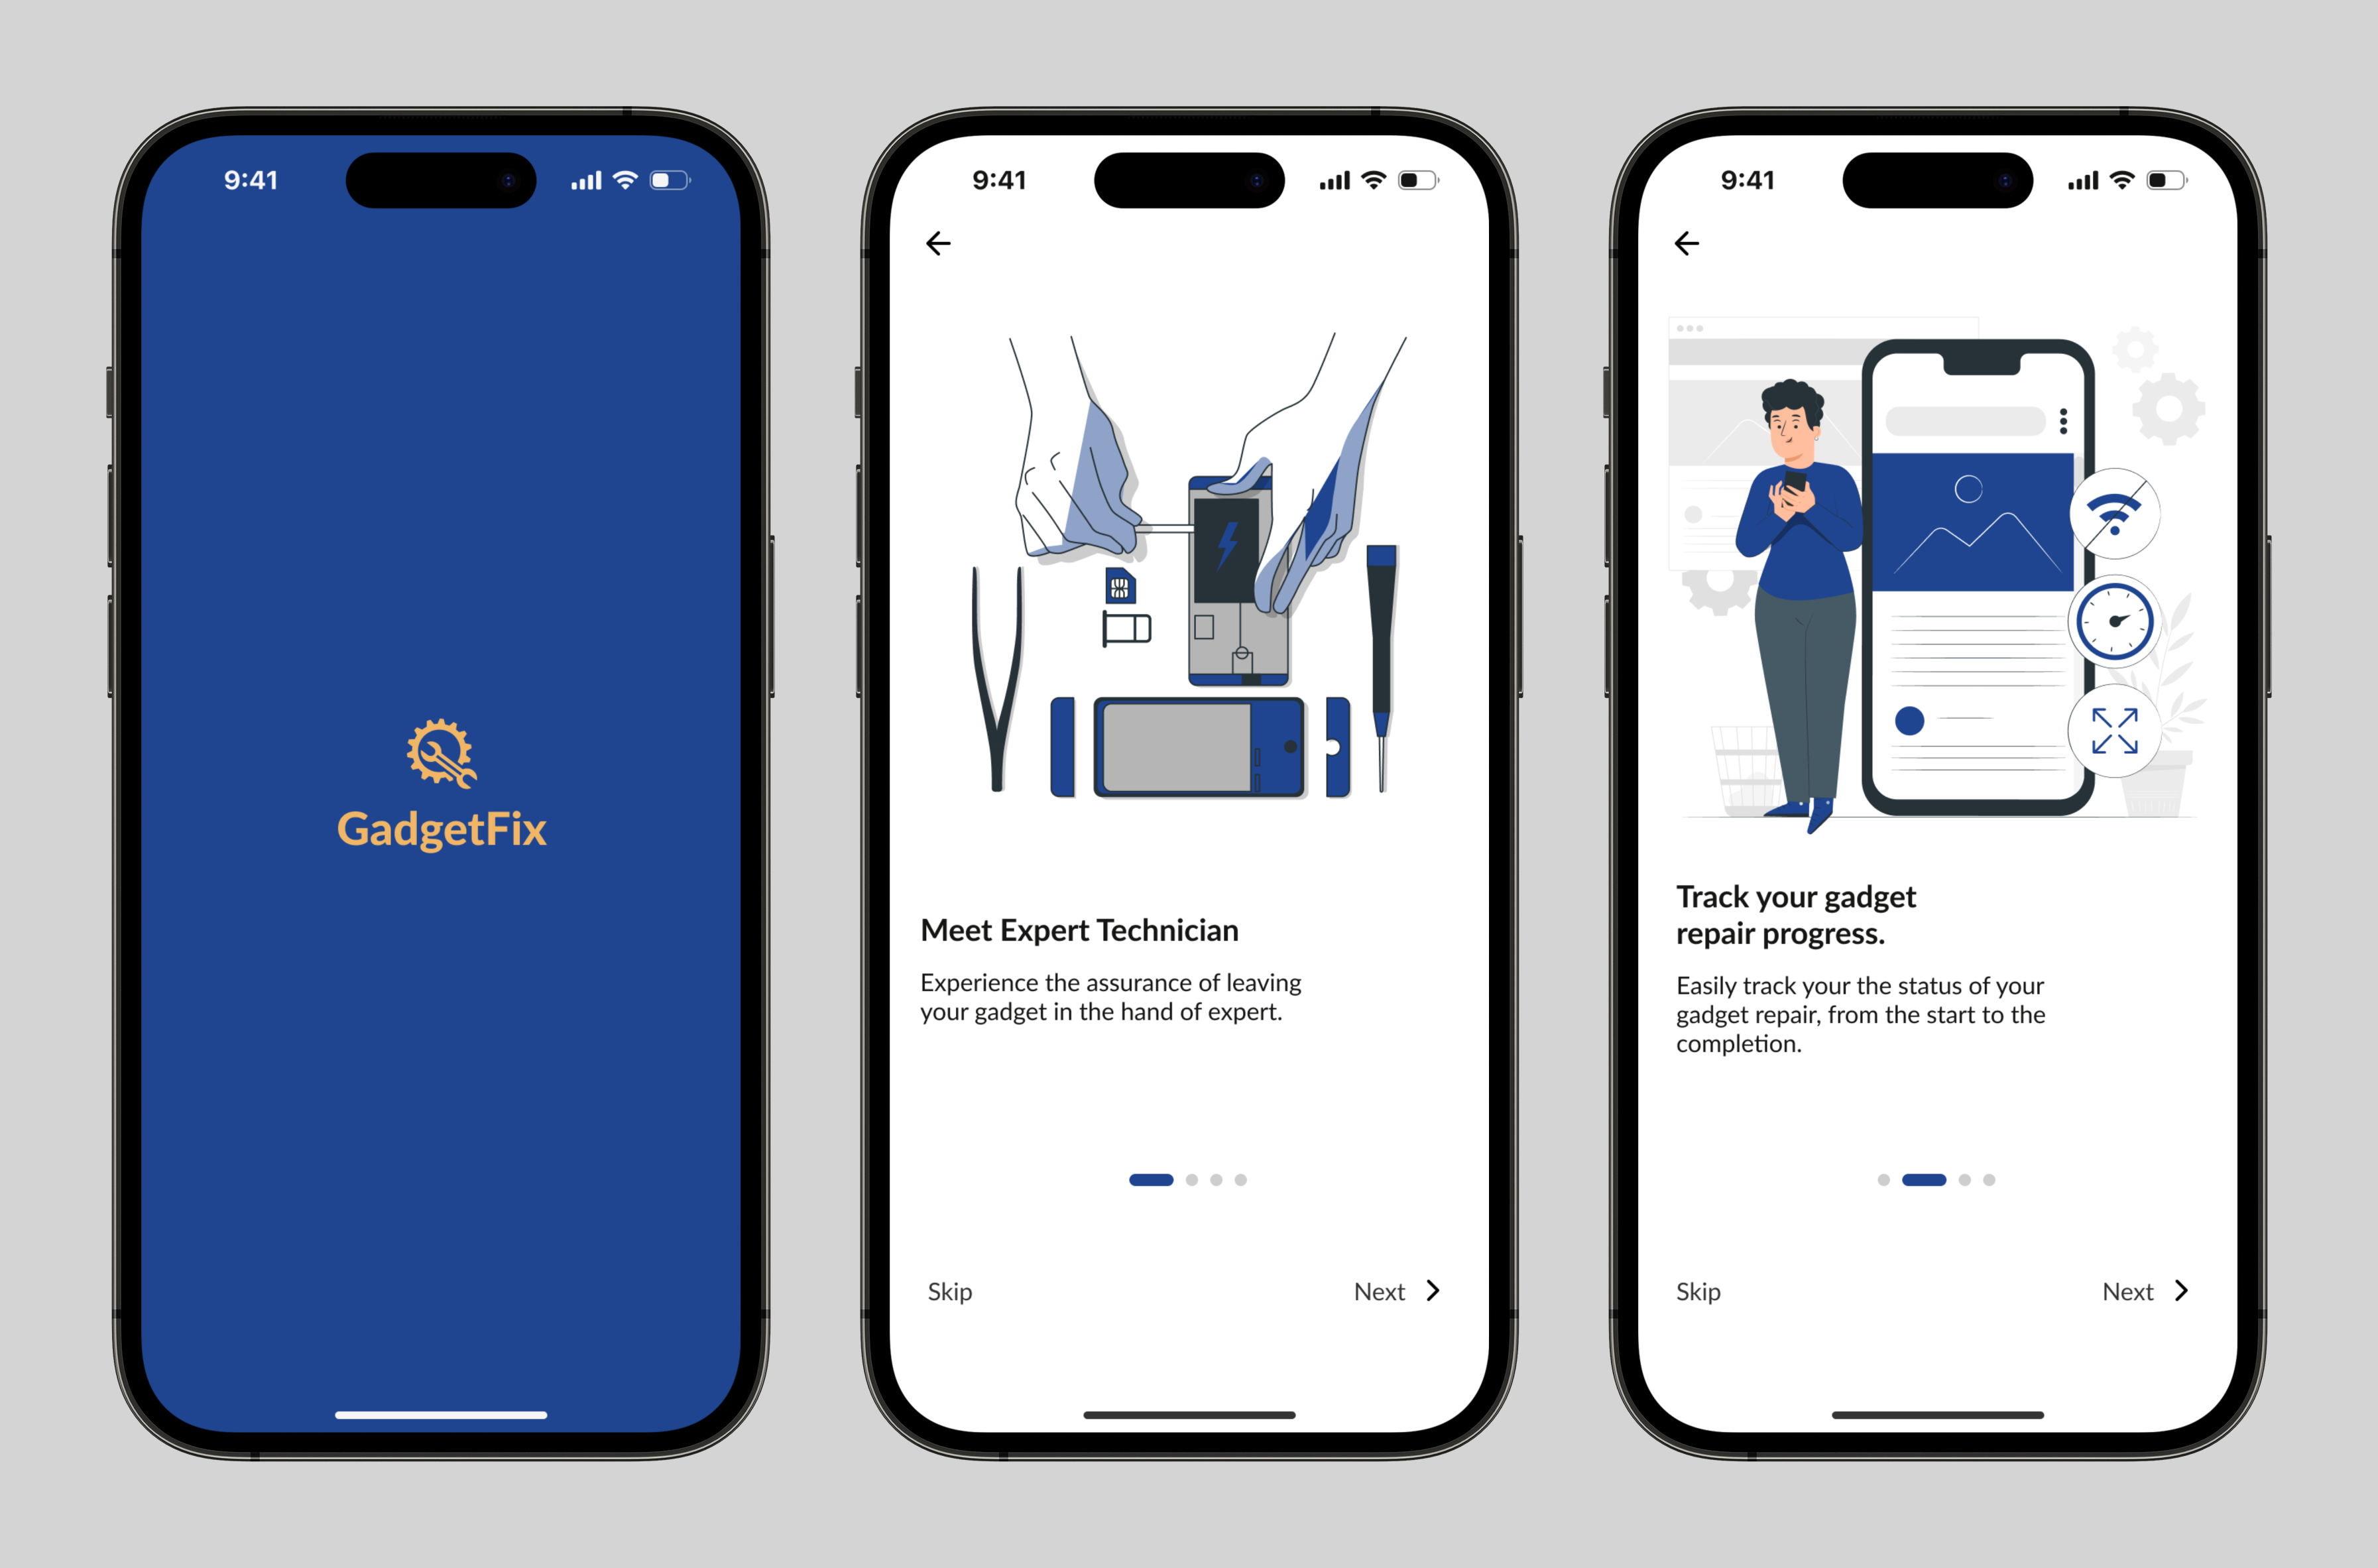 9:41
GadgetFix
9:41
Meet Expert Technician
Experience the assurance of leaving
your gadget in the hand of expert.
Skip
Next
9:41
Track your gadget
repair progress.
Easily track your the status of your
gadget repair, from the start to the
completion.
Skip
Next